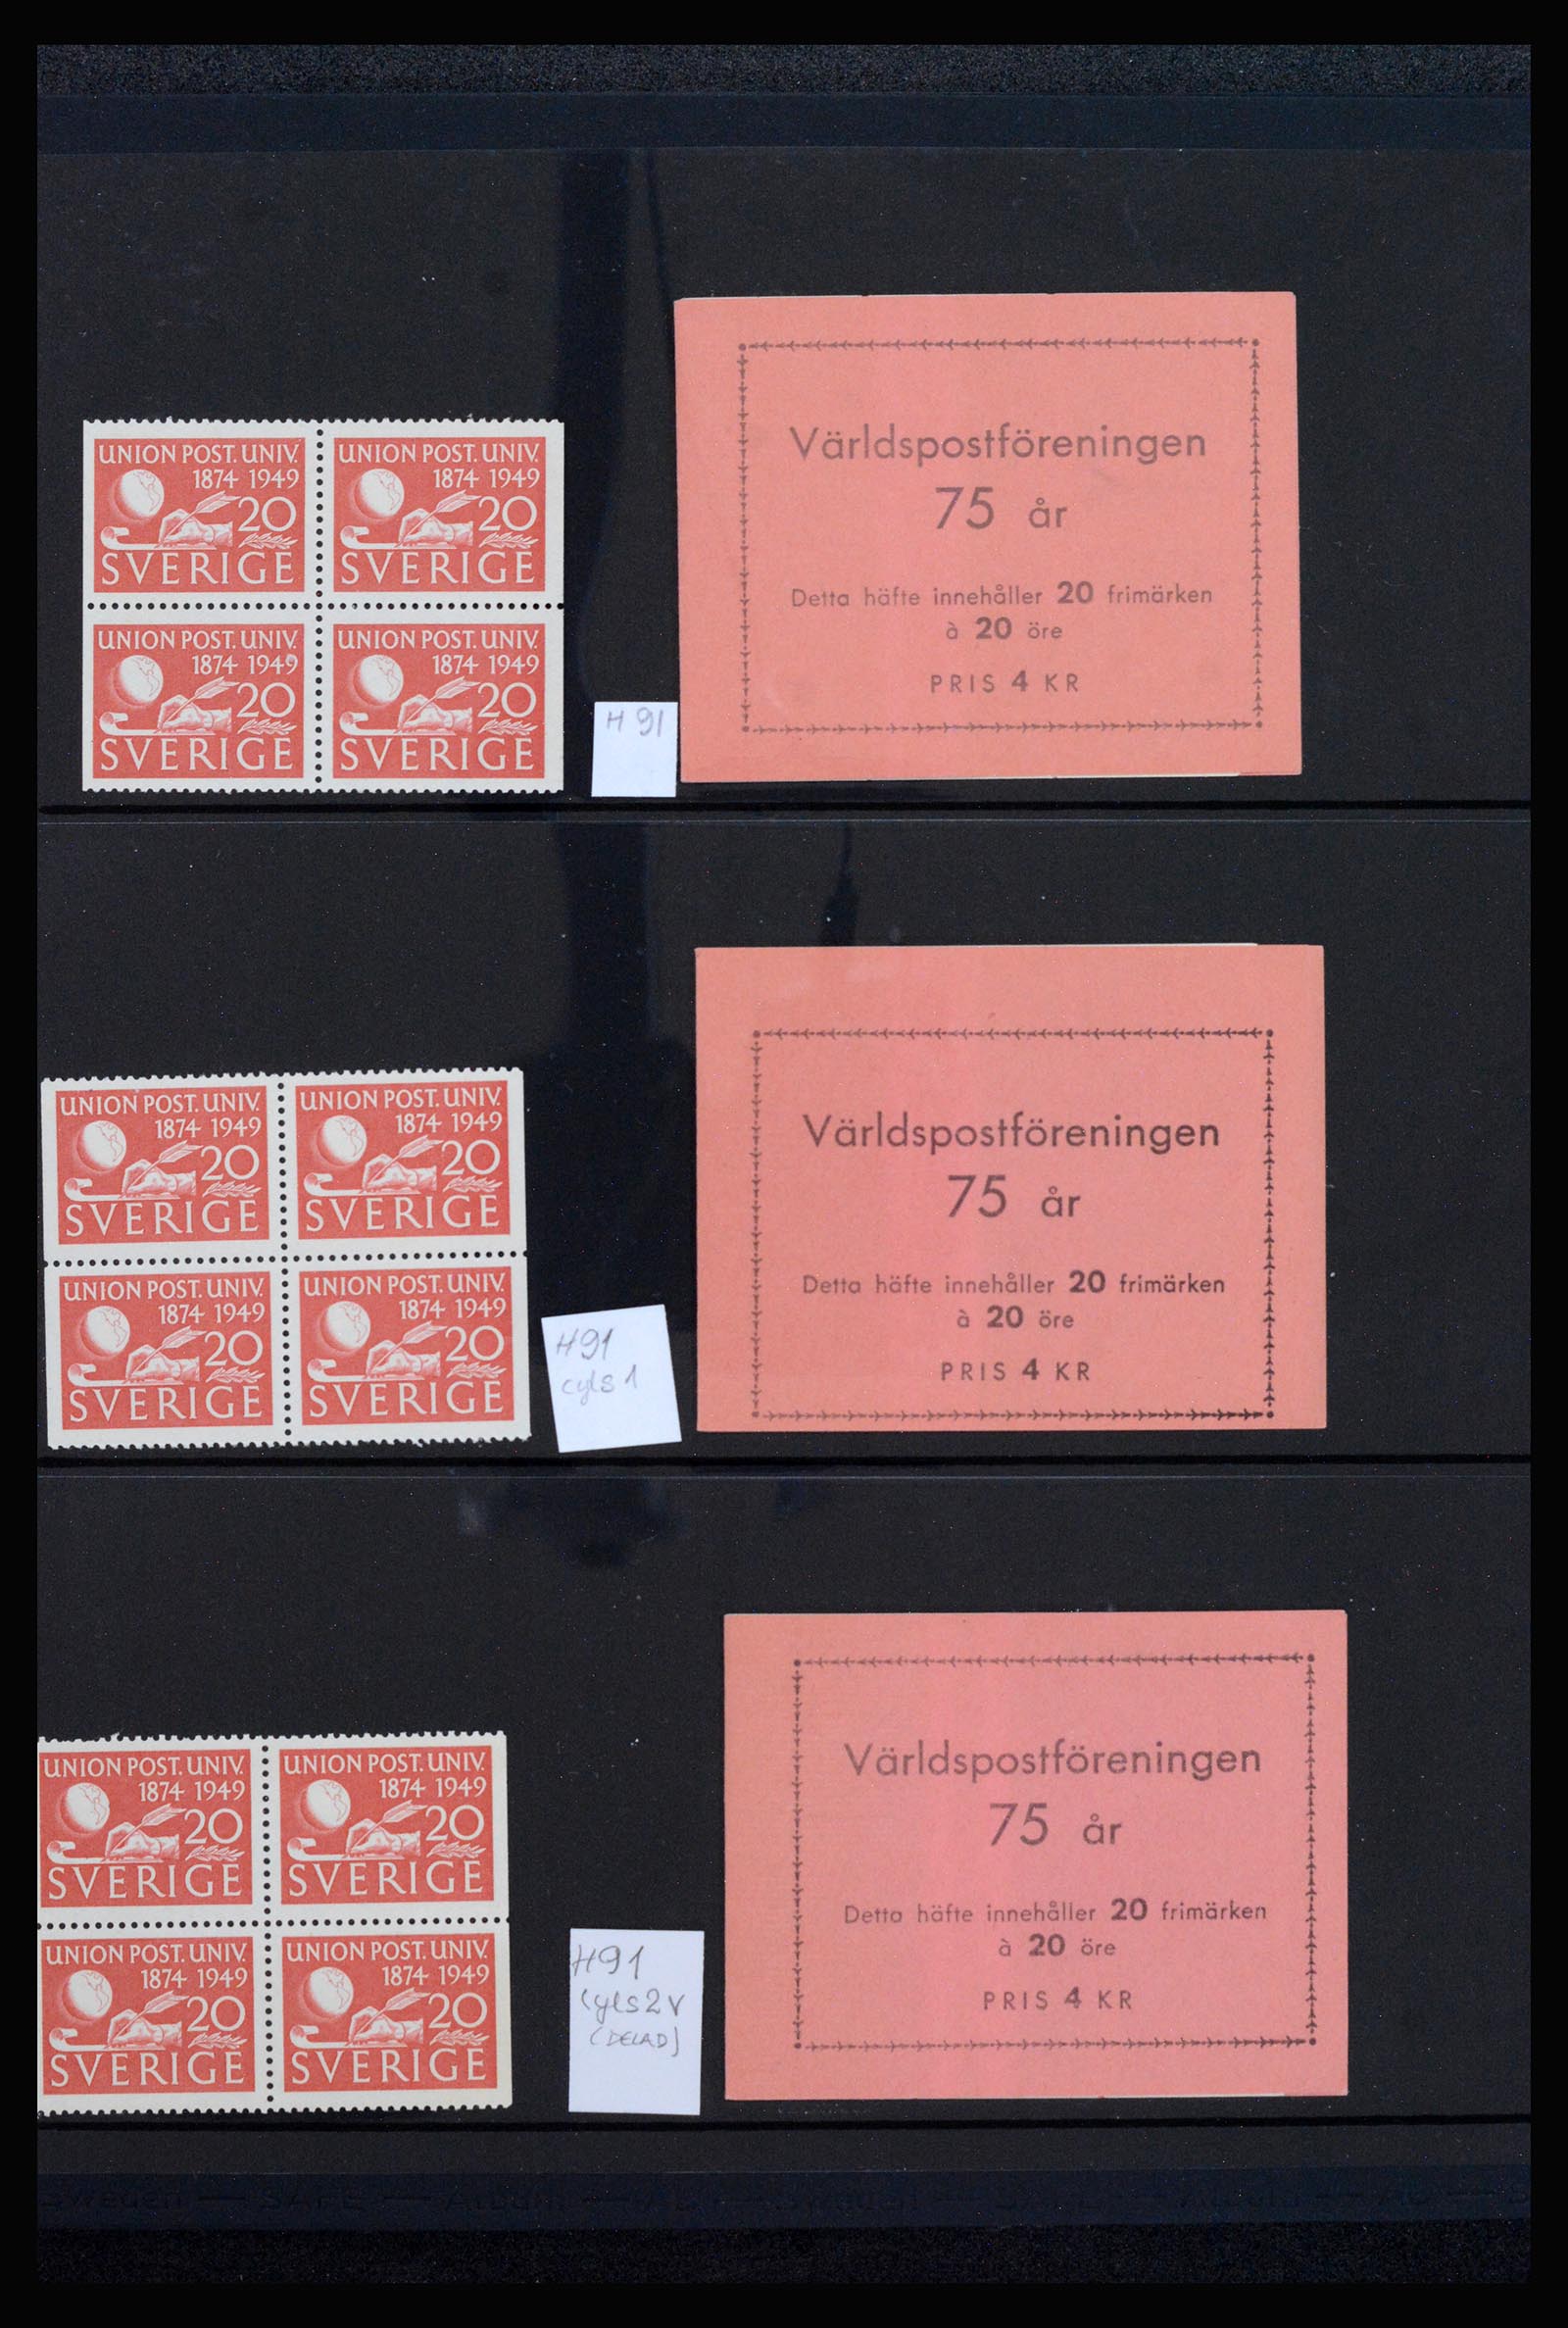 UNION POST. UNIV.
1874 1949
20
SVERIGE
UNION POST. UNIV.
1874 1949
20
SVERIGE
UNION POST. UNIV.
1874 1949
20
SVERIGE
UNION POST. UNIV.
1874 1949
20
SVERIGE
H 91
Världspostföreningen
75 år
Detta häfte innehåller 20 frimärken
à 20 öre
PRIS 4 KR
UNION POST. UNIV.
1874 1949
20
SVERIGE
UNION POST. UNIV.
1874 1949
20
SVERIGE
UNION POST. UNIV.
1874 1949
20
SVERIGE
UNION POST. UNIV.
1874 1949
20
SVERIGE
H91
cyls 1
Världspostföreningen
75 år
Detta häfte innehåller 20 frimärken
à 20 öre
PRIS 4 KR
UNION POST. UNIV.
1874 1949
20
SVERIGE
UNION POST. UNIV.
1874 1949
20
SVERIGE
UNION POST. UNIV.
1874 1949
20
SVERIGE
UNION POST. UNIV.
1874 1949
20
SVERIGE
H91
Cyls 2 V
(DELAD)
Världspostföreningen
75 år
Detta häfte innehåller 20 frimärken
à 20 öre
PRIS 4 KR
Sweden — SAFE —